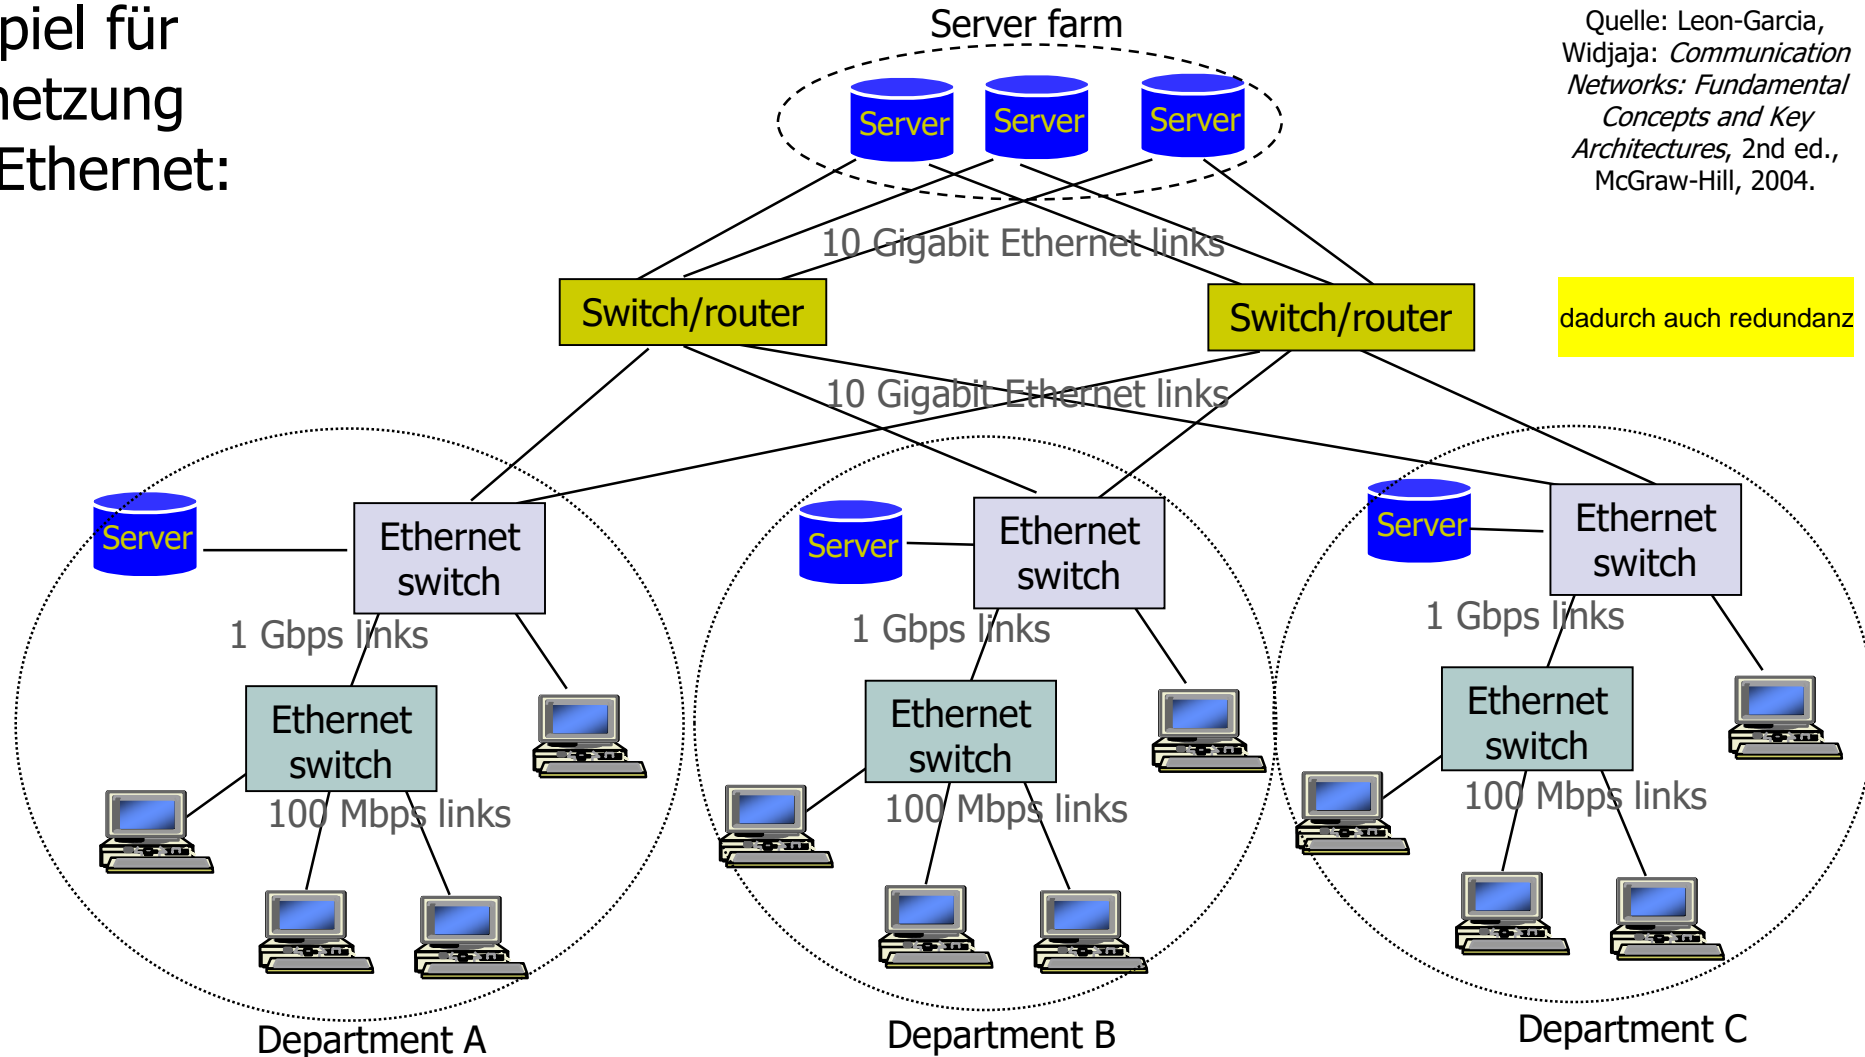 piel für
netzung
Ethernet:
Server farm
Quelle: Leon-Garcia,
Widjaja: Communication
Networks: Fundamental
Concepts and Key
Architectures, 2nd ed.,
McGraw-Hill, 2004.
Server
Server
Server
10 Gigabit Ethernet links
Switch/router
Switch/router
dadurch auch redundanz
10 Gigabit Ethernet links
Server
Ethernet
switch
1 Gbps links
Ethernet
switch
100 Mbps links
Department A
Server
Ethernet
switch
1 Gbps links
Ethernet
switch
100 Mbps links
Department B
Server
Ethernet
switch
1 Gbps links
Ethernet
switch
100 Mbps links
Department C